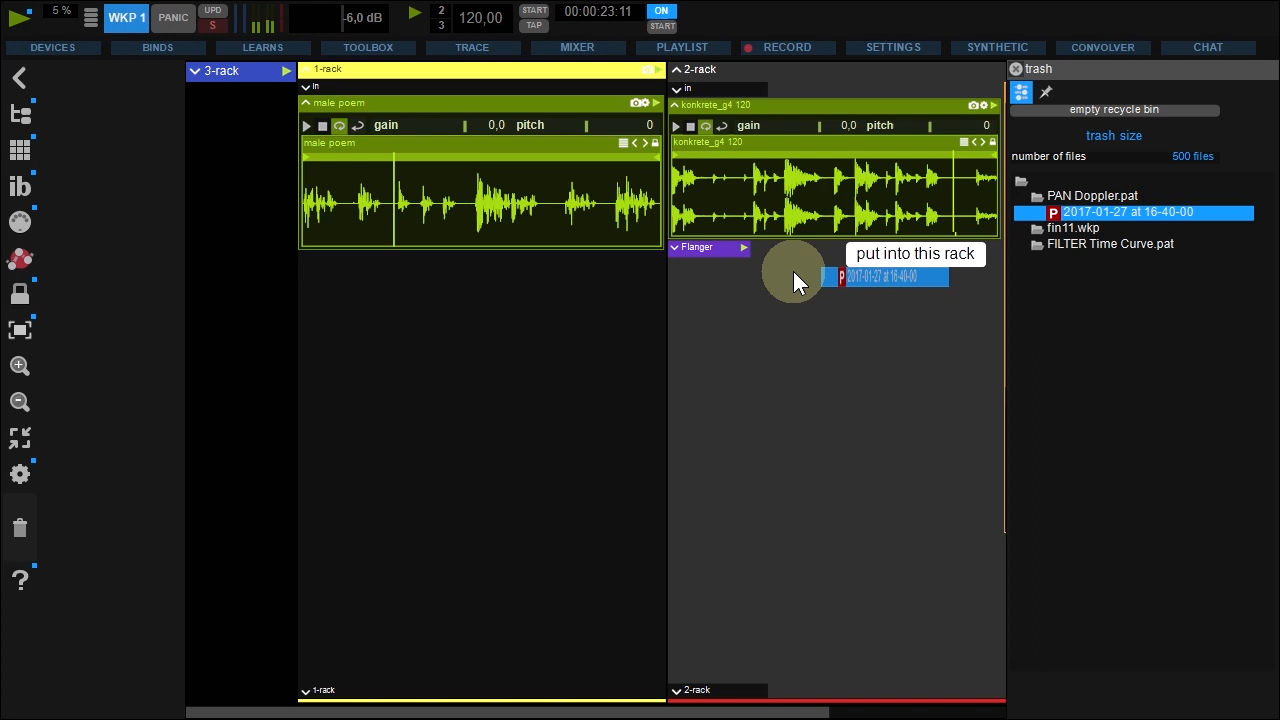 5 %
WKP 1
PANIC
UPD
S
-6,0 dB
2
3
120,00
START
TAP
00:00:23:11
ON
START
DEVICES
BINDS
LEARNS
TOOLBOX
TRACE
MIXER
PLAYLIST
RECORD
SETTINGS
SYNTHETIC
CONVOLVER
CHAT
3-rack
1-rack
in
male poem
gain 0,0 pitch 0
male poem
1-rack
2-rack
in
konkrete_g4 120
gain 0,0 pitch 0
konkrete_g4 120
Flanger
put into this rack
P 2017-01-27 at 16-40-00
2-rack
trash
empty recycle bin
trash size
number of files 500 files
PAN Doppler.pat
P 2017-01-27 at 16-40-00
fin11.wkp
FILTER Time Curve.pat
ib
?